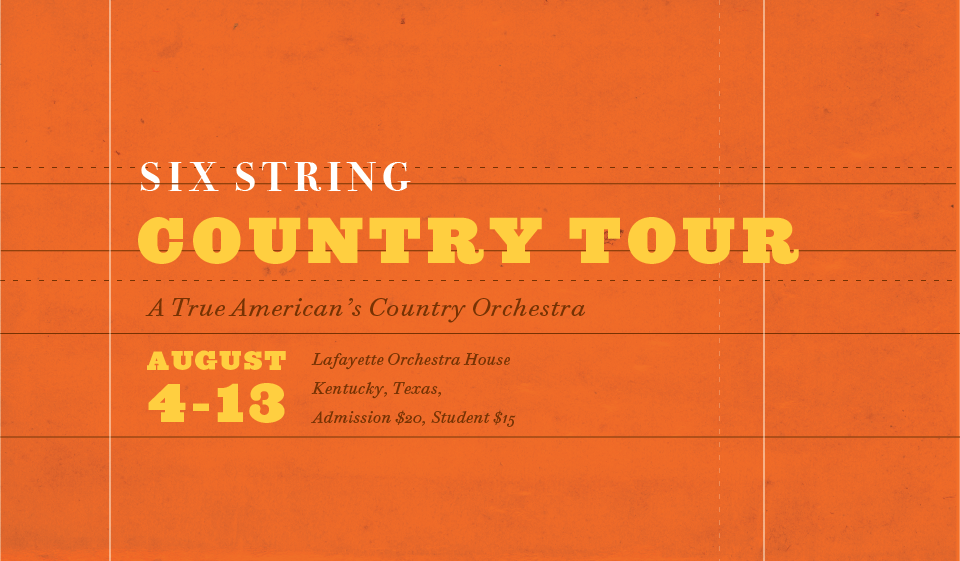 SIX STRING
COUNTRY TOUR
A True American's Country Orchestra
AUGUST
4-13
Lafayette Orchestra House
Kentucky, Texas,
Admission $20, Student $15